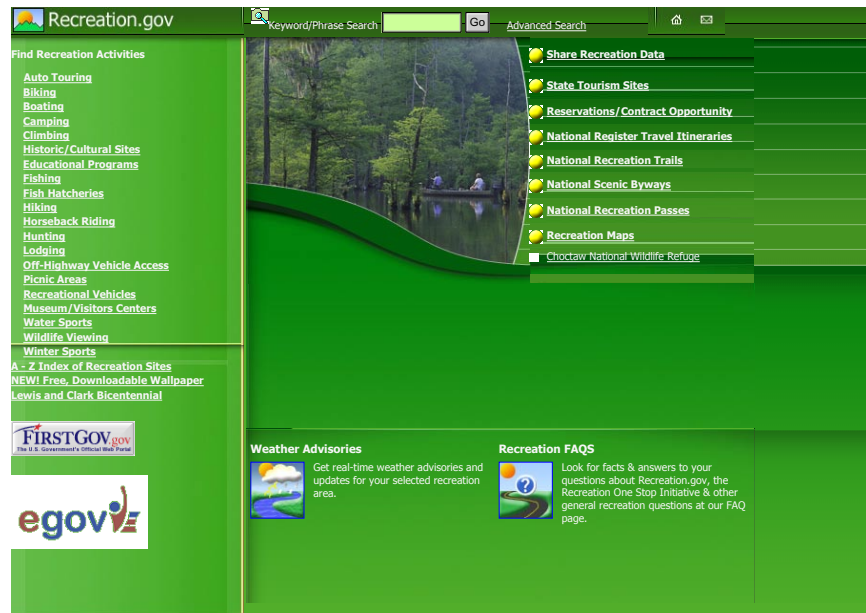 Recreation.gov
Keyword/Phrase Search
Go
Advanced Search
Find Recreation Activities
Auto Touring
Biking
Boating
Camping
Climbing
Historic/Cultural Sites
Educational Programs
Fishing
Fish Hatcheries
Hiking
Horseback Riding
Hunting
Lodging
Off-Highway Vehicle Access
Picnic Areas
Recreational Vehicles
Museum/Visitors Centers
Water Sports
Wildlife Viewing
Winter Sports
A - Z Index of Recreation Sites
NEW! Free, Downloadable Wallpaper
Lewis and Clark Bicentennial
FIRSTGOV.gov
The U.S. Government's Official Web Portal
egov
Share Recreation Data
State Tourism Sites
Reservations/Contract Opportunity
National Register Travel Itineraries
National Recreation Trails
National Scenic Byways
National Recreation Passes
Recreation Maps
Choctaw National Wildlife Refuge
Weather Advisories
Get real-time weather advisories and
updates for your selected recreation
area.
Recreation FAQS
Look for facts & answers to your
questions about Recreation.gov, the
Recreation One Stop Initiative & other
general recreation questions at our FAQ
page.